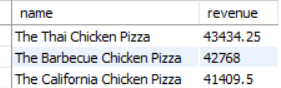 name revenue
The Thai Chicken Pizza 43434.25
The Barbecue Chicken Pizza 42768
The California Chicken Pizza 41409.5